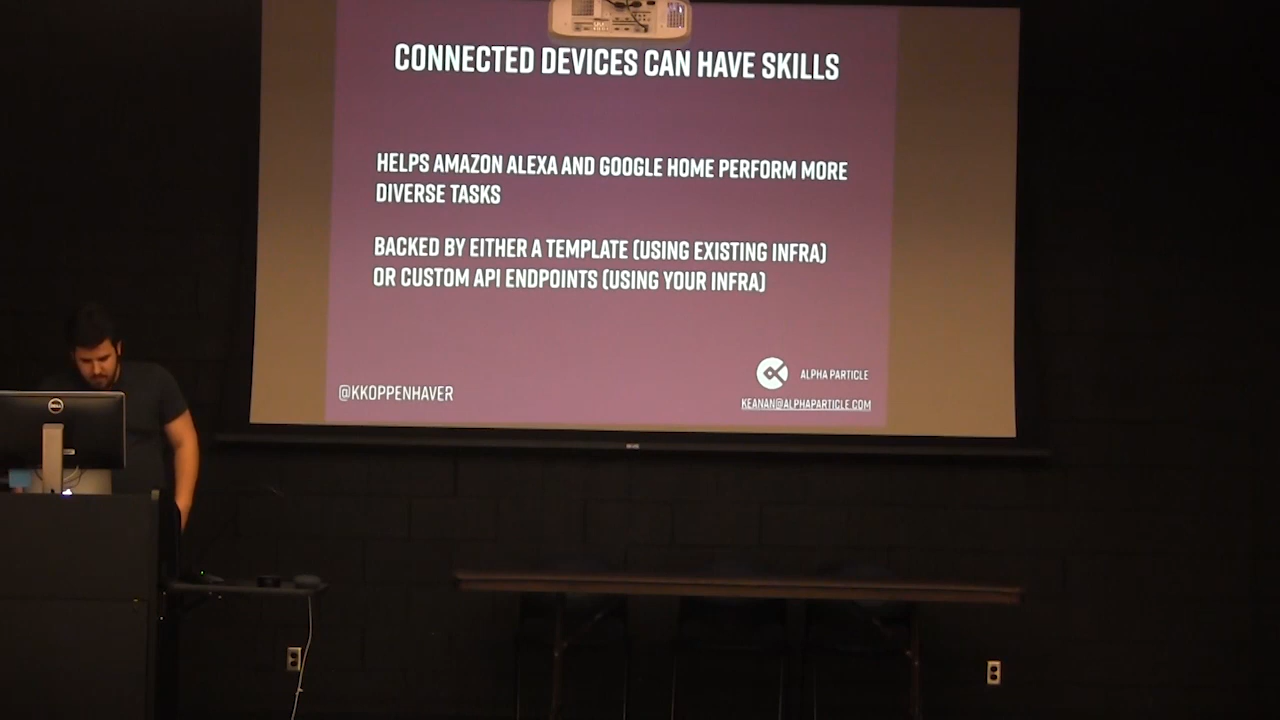 CONNECTED DEVICES CAN HAVE SKILLS
HELPS AMAZON ALEXA AND GOOGLE HOME PERFORM MORE
DIVERSE TASKS
BACKED BY EITHER A TEMPLATE (USING EXISTING INFRA)
OR CUSTOM API ENDPOINTS (USING YOUR INFRA)
@KKOPPENHAVER
ALPHA PARTICLE
KEANAN@ALPHAPARTICLE.COM
DELL